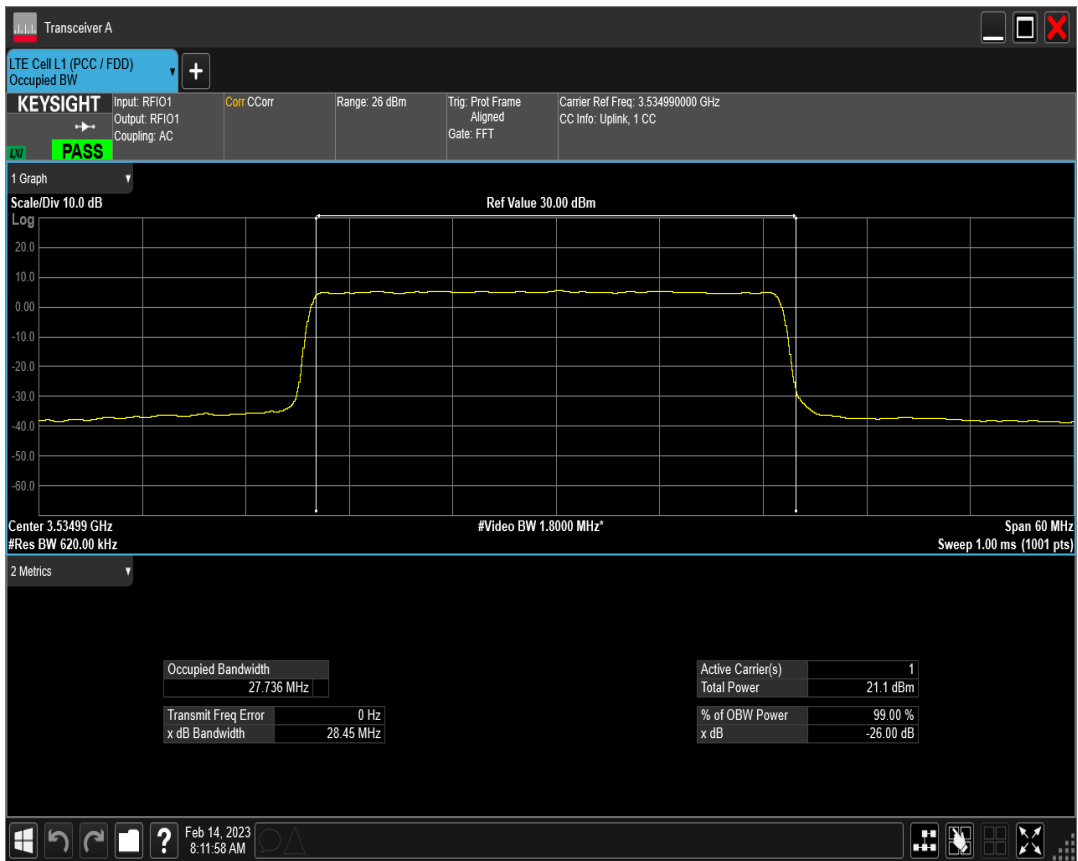 Transceiver A
LTE Cell L1 (PCC / FDD)
Occupied BW
KEYSIGHT
LXI
PASS
Input: RFIO1
Output: RFIO1
Coupling: AC
Corr CCorr
Range: 26 dBm
Trig: Prot Frame
Aligned
Gate: FFT
Carrier Ref Freq: 3.534990000 GHz
CC Info: Uplink, 1 CC
1 Graph
Scale/Div 10.0 dB
Ref Value 30.00 dBm
Log
20.0
10.0
0.00
-10.0
-20.0
-30.0
-40.0
-50.0
-60.0
Center 3.53499 GHz
#Video BW 1.8000 MHz*
Span 60 MHz
#Res BW 620.00 kHz
Sweep 1.00 ms (1001 pts)
2 Metrics
Occupied Bandwidth
27.736 MHz
Transmit Freq Error 0 Hz
x dB Bandwidth 28.45 MHz
Active Carrier(s) 1
Total Power 21.1 dBm
% of OBW Power 99.00 %
x dB -26.00 dB
?
Feb 14, 2023
8:11:58 AM